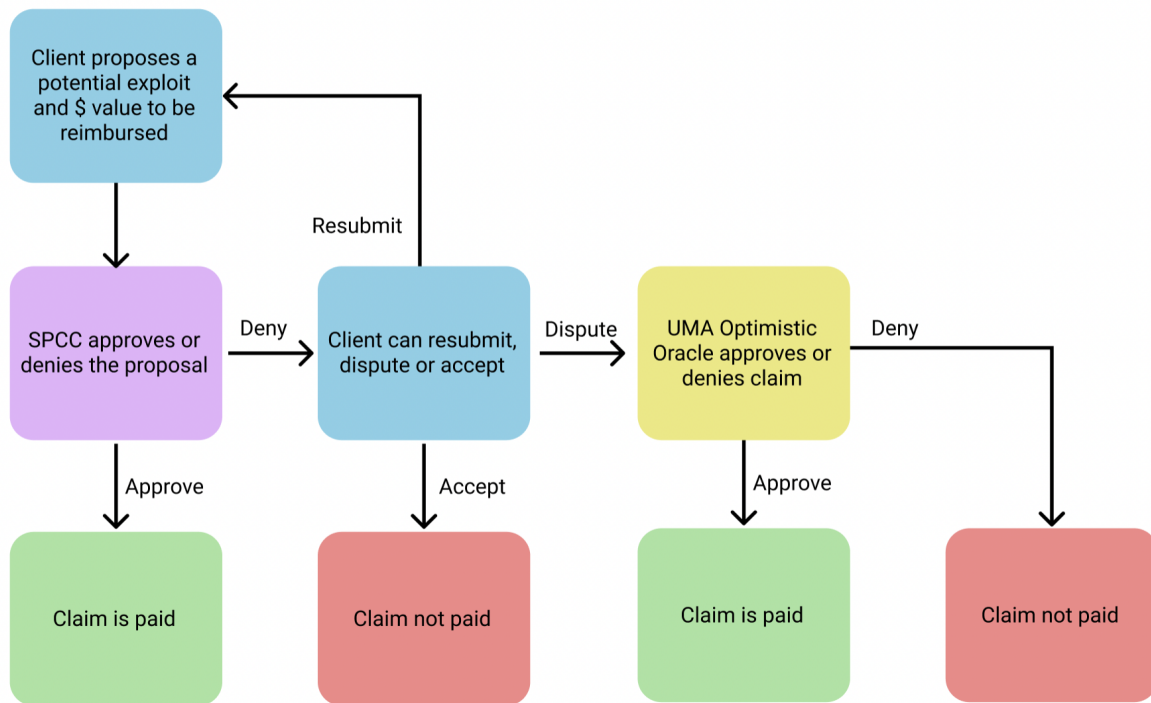 Client proposes a
potential exploit
and $ value to be
reimbursed
Resubmit
SPCC approves or
denies the proposal
Deny
Client can resubmit,
dispute or accept
Dispute
UMA Optimistic
Oracle approves or
denies claim
Deny
Approve
Accept
Approve
Claim is paid
Claim not paid
Claim is paid
Claim not paid